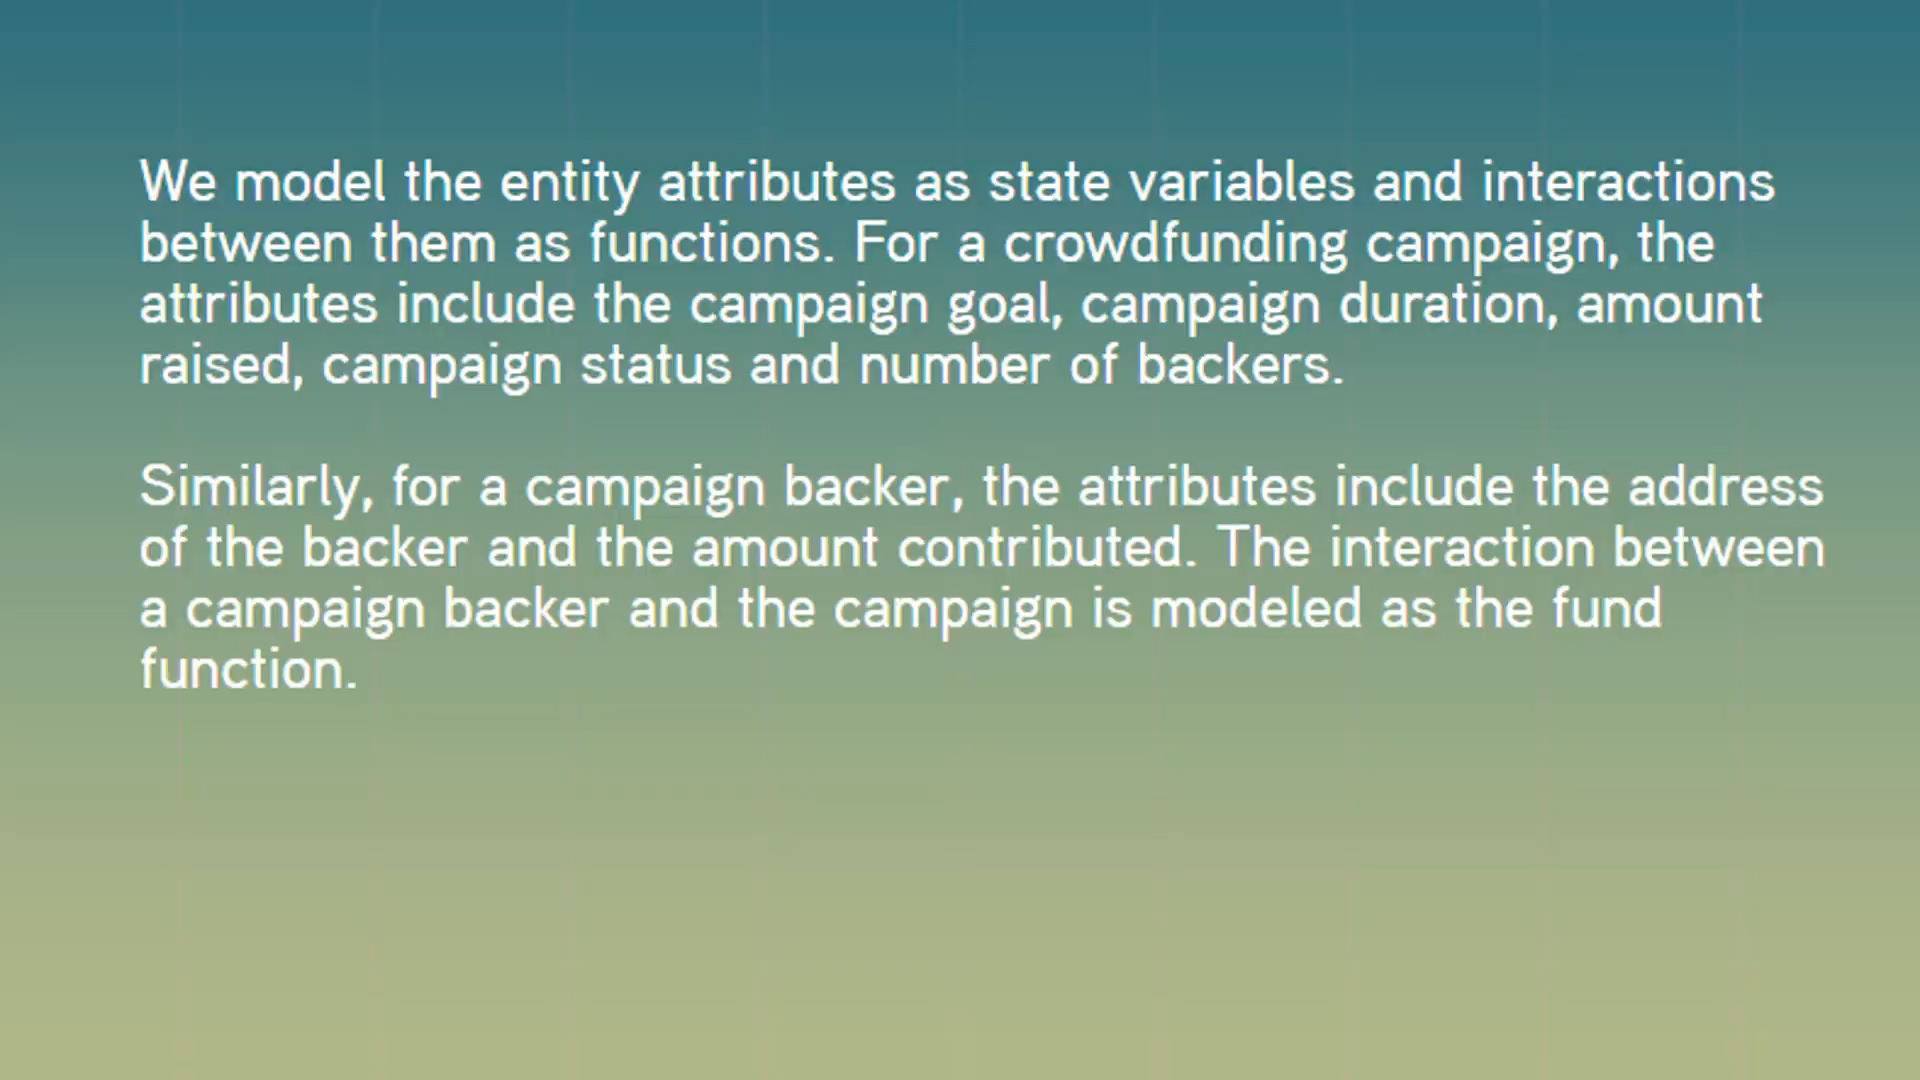 We model the entity attributes as state variables and interactions
between them as functions. For a crowdfunding campaign, the
attributes include the campaign goal, campaign duration, amount
raised, campaign status and number of backers.
Similarly, for a campaign backer, the attributes include the address
of the backer and the amount contributed. The interaction between
a campaign backer and the campaign is modeled as the fund
function.